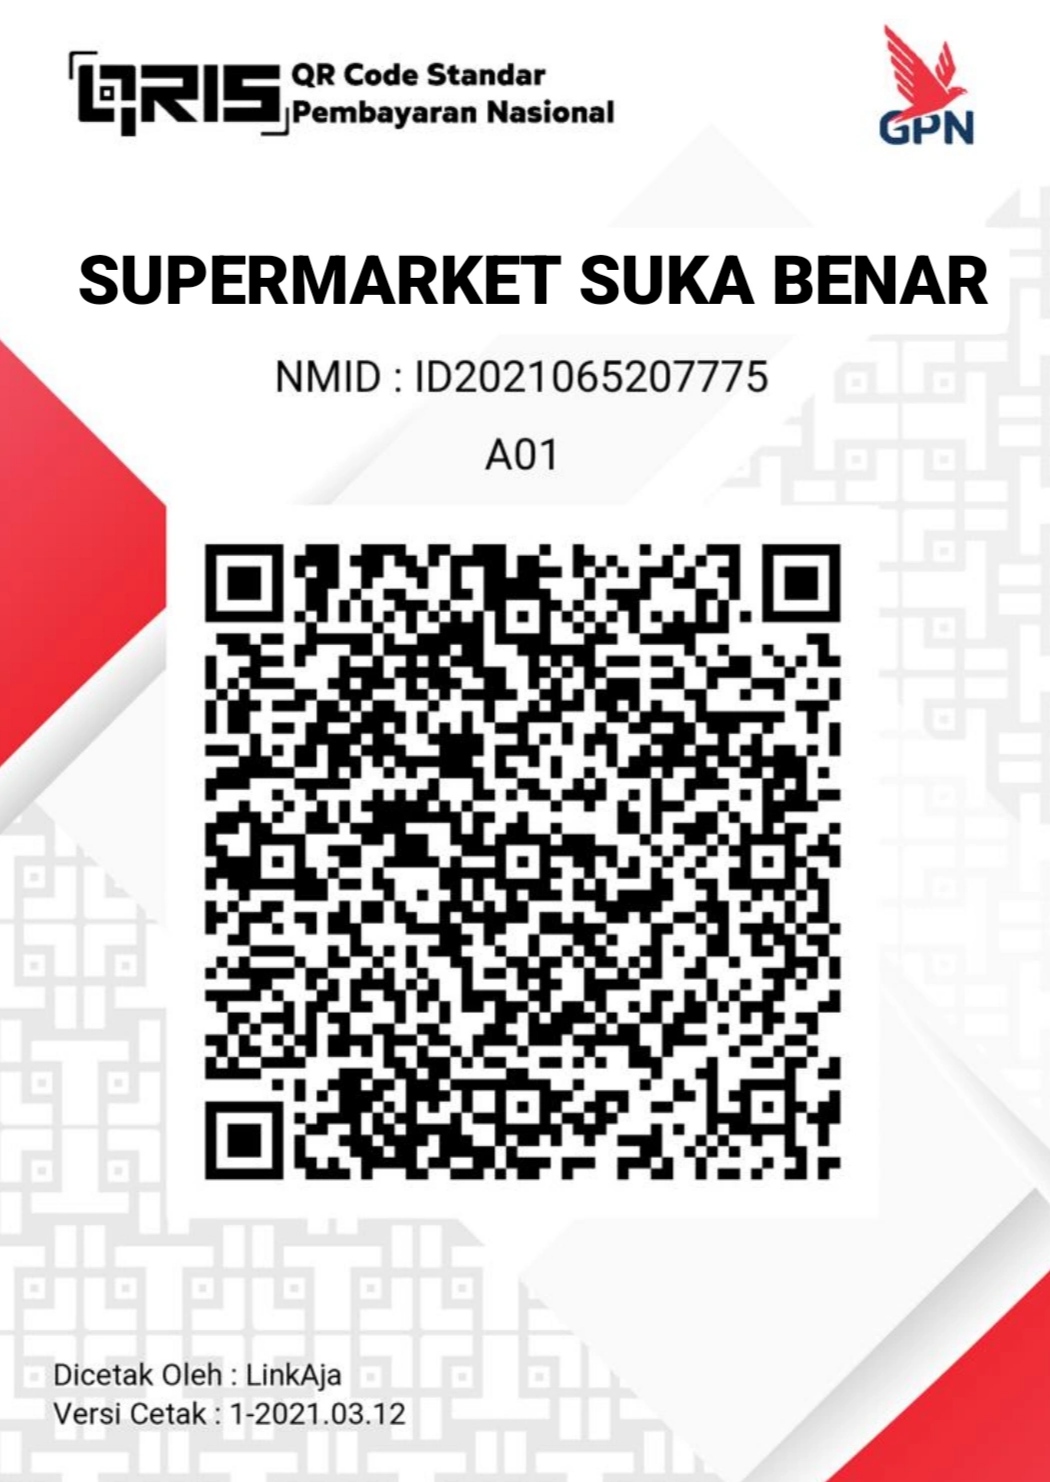 QRIS QR Code Standar
Pembayaran Nasional
GPN
SUPERMARKET SUKA BENAR
NMID : ID2021065207775
A01
Dicetak Oleh : LinkAja
Versi Cetak : 1-2021.03.12